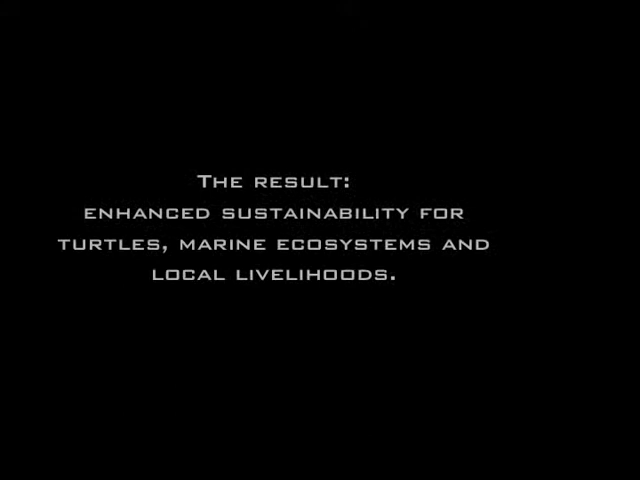 The result:
enhanced sustainability for
turtles, marine ecosystems and
local livelihoods.